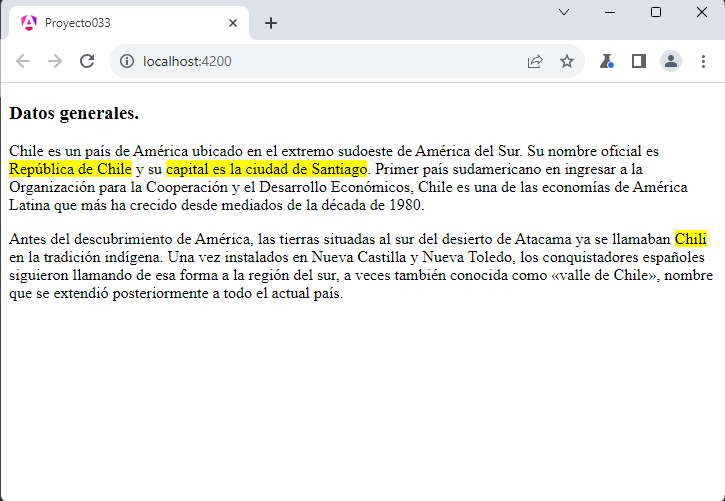 Proyecto033
localhost:4200
Datos generales.
Chile es un país de América ubicado en el extremo sudoeste de América del Sur. Su nombre oficial es
República de Chile y su capital es la ciudad de Santiago. Primer país sudamericano en ingresar a la
Organización para la Cooperación y el Desarrollo Económicos, Chile es una de las economías de América
Latina que más ha crecido desde mediados de la década de 1980.
Antes del descubrimiento de América, las tierras situadas al sur del desierto de Atacama ya se llamaban Chili
en la tradición indígena. Una vez instalados en Nueva Castilla y Nueva Toledo, los conquistadores españoles
siguieron llamando de esa forma a la región del sur, a veces también conocida como «valle de Chile», nombre
que se extendió posteriormente a todo el actual país.